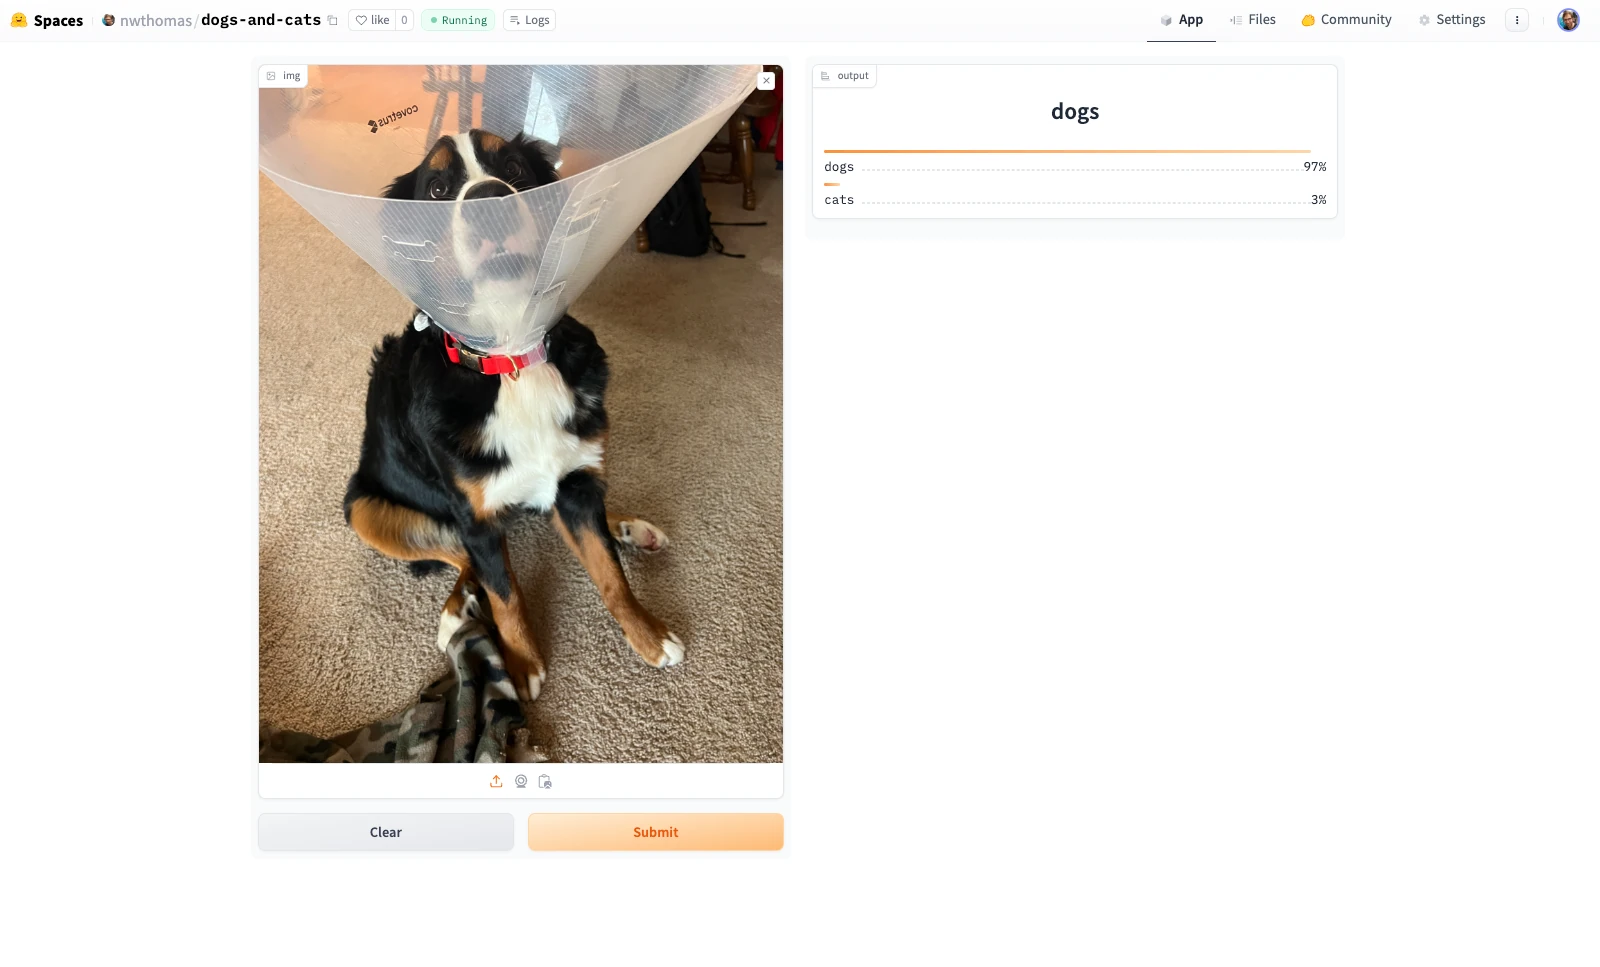 Spaces nwthomas/dogs-and-cats like 0 Running Logs App Files Community Settings
img
covetrus
output
dogs
dogs 97%
cats 3%
Clear Submit